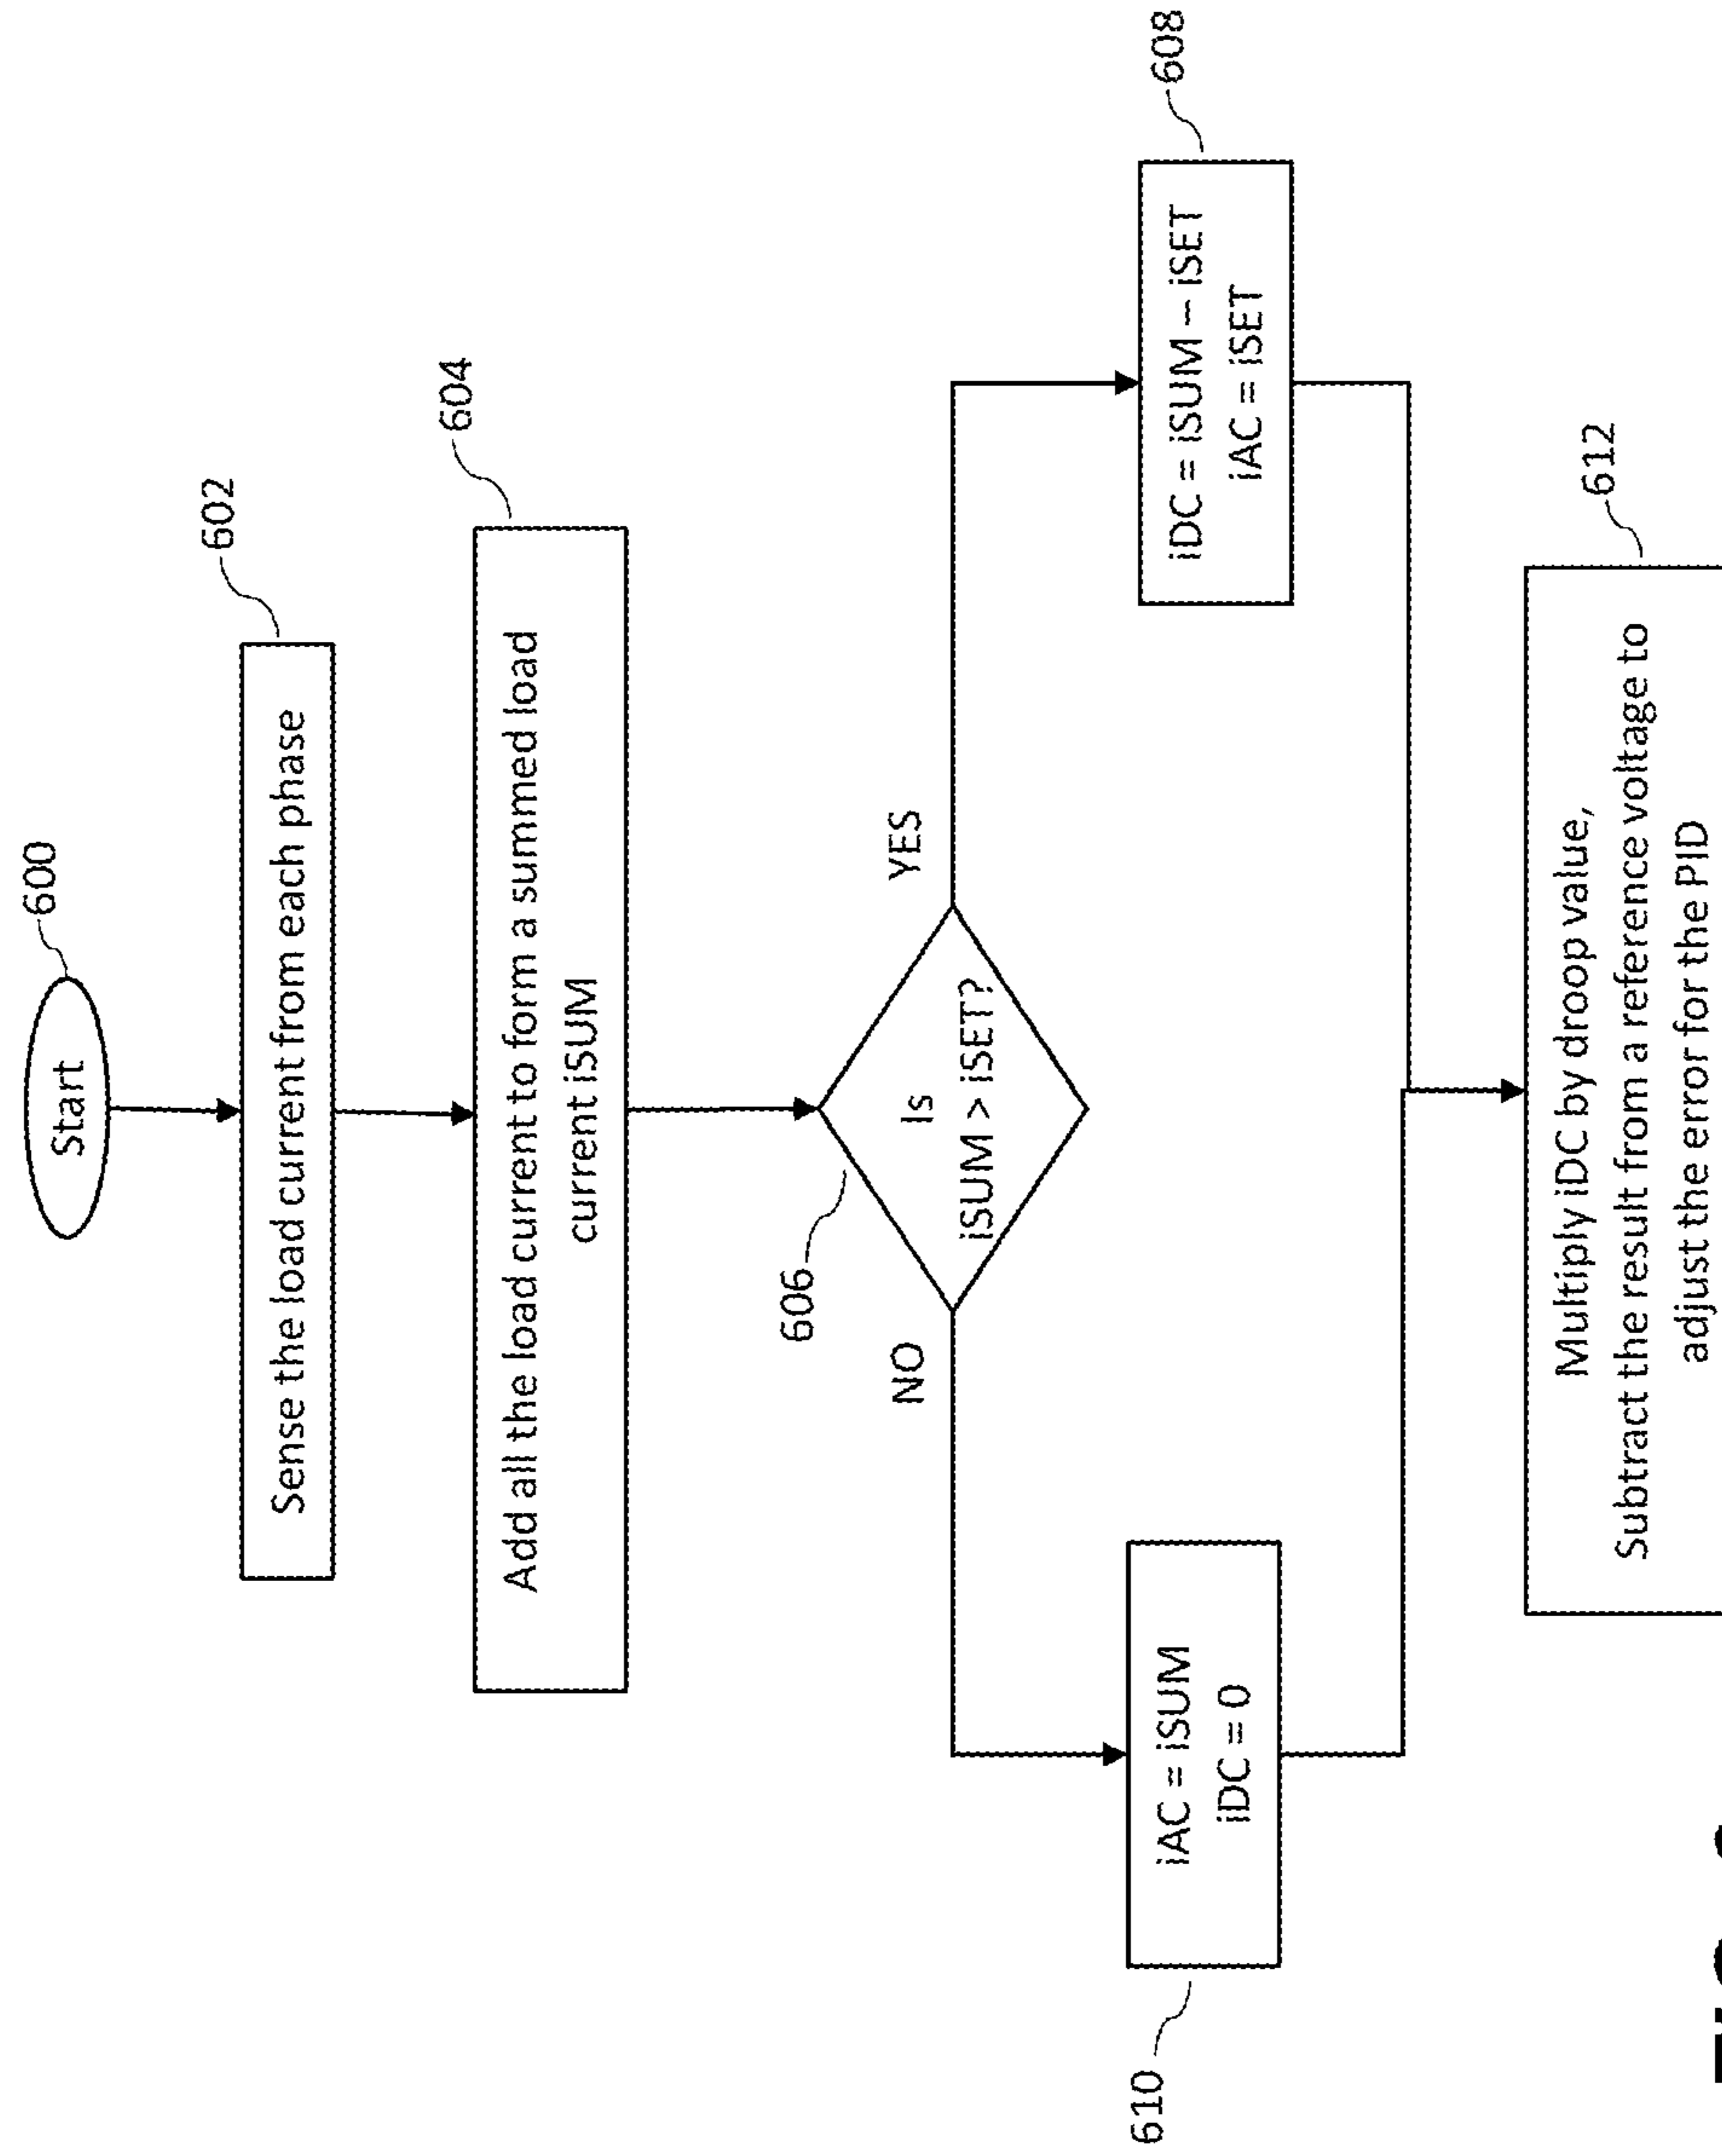 Start
600
Sense the load current from each phase
602
Add all the load current to form a summed load
current iSUM
604
Is
iSUM > iSET?
606
NO
YES
iAC = iSUM
iDC = 0
610
iDC = iSUM – iSET
iAC = iSET
608
Multiply iDC by droop value,
Subtract the result from a reference voltage to
adjust the error for the PID
612